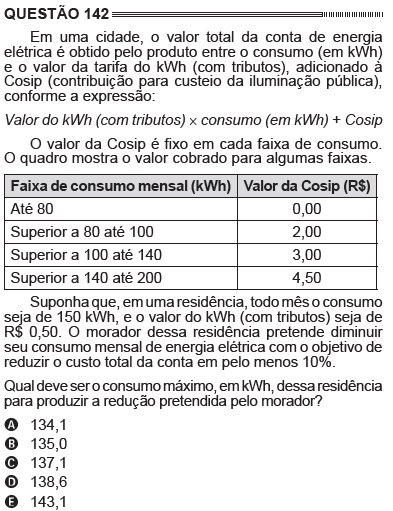 QUESTÃO 142
Em uma cidade, o valor total da conta de energia
elétrica é obtido pelo produto entre o consumo (em kWh)
e o valor da tarifa do kWh (com tributos), adicionado à
Cosip (contribuição para custeio da iluminação pública),
conforme a expressão:
Valor do kWh (com tributos) × consumo (em kWh) + Cosip
O valor da Cosip é fixo em cada faixa de consumo.
O quadro mostra o valor cobrado para algumas faixas.
Faixa de consumo mensal (kWh) Valor da Cosip (R$)
Até 80 0,00
Superior a 80 até 100 2,00
Superior a 100 até 140 3,00
Superior a 140 até 200 4,50
Suponha que, em uma residência, todo mês o consumo
seja de 150 kWh, e o valor do kWh (com tributos) seja de
R$ 0,50. O morador dessa residência pretende diminuir
seu consumo mensal de energia elétrica com o objetivo de
reduzir o custo total da conta em pelo menos 10%.
Qual deve ser o consumo máximo, em kWh, dessa residência
para produzir a redução pretendida pelo morador?
A 134,1
B 135,0
C 137,1
D 138,6
E 143,1